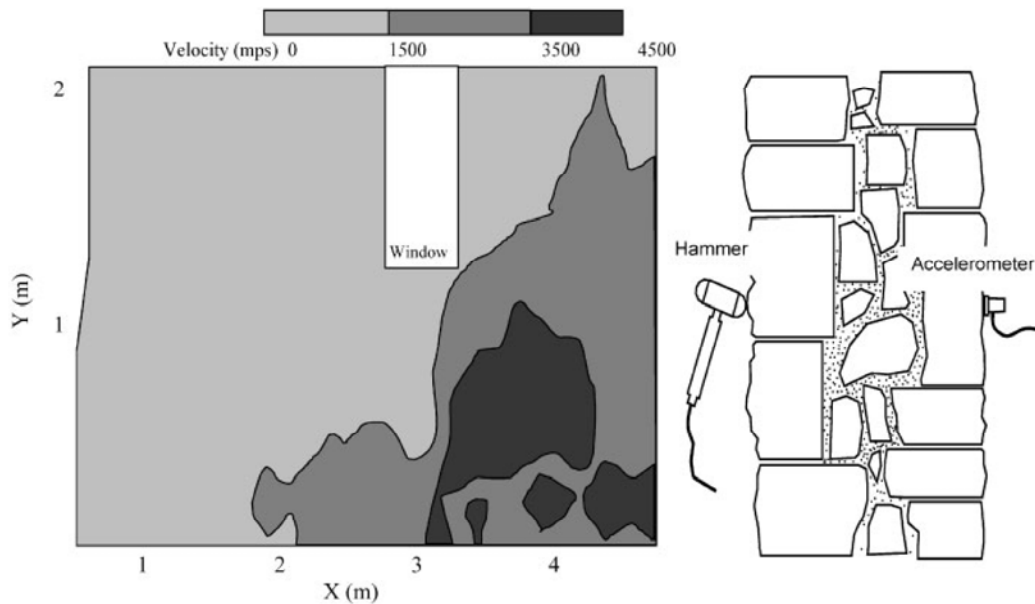 Velocity (mps) 0 1500 3500 4500
2
Window
1
Y (m)
1 2 3 4
X (m)
Hammer
Accelerometer